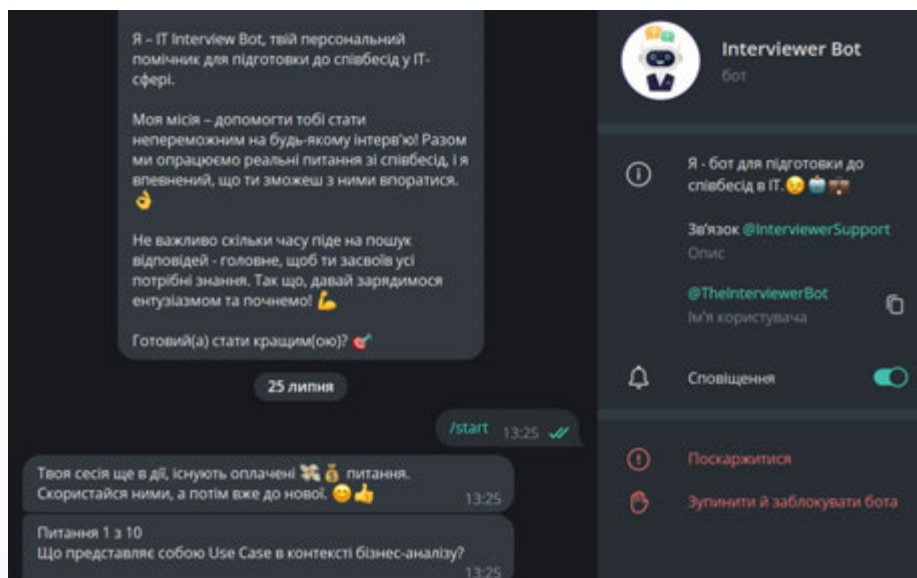 Я – IT Interview Bot, твій персональний
помічник для підготовки до співбесід у IT-
сфері.
Моя місія – допомогти тобі стати
непереможним на будь-якому інтерв'ю! Разом
ми опрацюємо реальні питання зі співбесід, і я
впевнений, що ти зможеш з ними впоратися.
👌
Не важливо скільки часу піде на пошук
відповідей - головне, щоб ти засвоїв усі
потрібні знання. Так що, давай зарядимося
ентузіазмом та почнемо! 💪
Готовий(а) стати кращим(ою)? 🎯
25 липня
/start 13:25
Твоя сесія ще в дії, існують оплачені 💸💰 питання.
Скористайся ними, а потім вже до нової. 😊👍
13:25
Питання 1 з 10
Що представляє собою Use Case в контексті бізнес-аналізу?
13:25
Interviewer Bot
бот
Я - бот для підготовки до
співбесід в IT.
Зв'язок @InterviewerSupport
Опис
@TheInterviewerBot
Ім'я користувача
Сповіщення
Поскаржитися
Зупинити й заблокувати бота